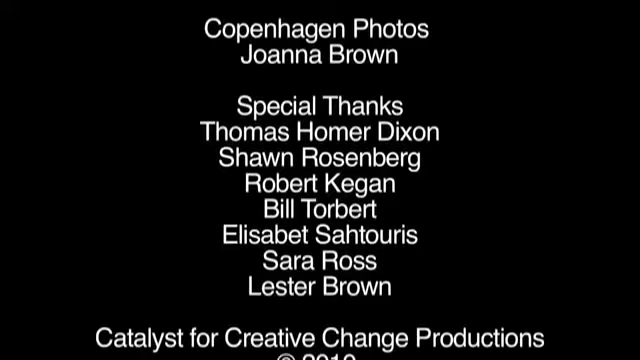 Copenhagen Photos
Joanna Brown
Special Thanks
Thomas Homer Dixon
Shawn Rosenberg
Robert Kegan
Bill Torbert
Elisabet Sahtouris
Sara Ross
Lester Brown
Catalyst for Creative Change Productions